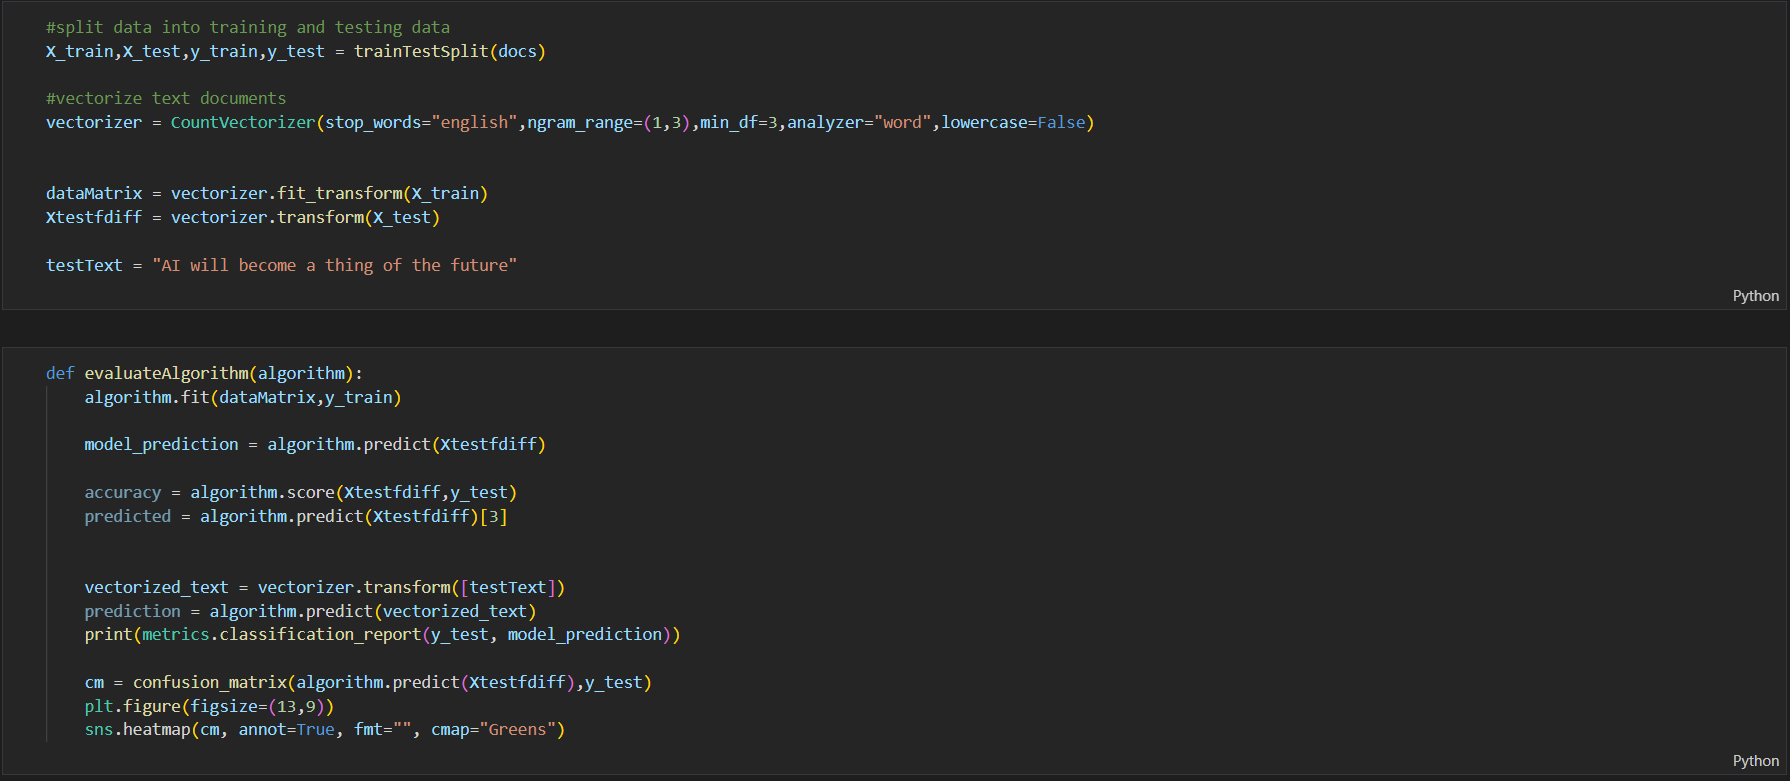 #split data into training and testing data
X_train,X_test,y_train,y_test = trainTestSplit(docs)
#vectorize text documents
vectorizer = CountVectorizer(stop_words="english",ngram_range=(1,3),min_df=3,analyzer="word",lowercase=False)
dataMatrix = vectorizer.fit_transform(X_train)
Xtestfdiff = vectorizer.transform(X_test)
testText = "AI will become a thing of the future"
Python
def evaluateAlgorithm(algorithm):
    algorithm.fit(dataMatrix,y_train)
    model_prediction = algorithm.predict(Xtestfdiff)
    accuracy = algorithm.score(Xtestfdiff,y_test)
    predicted = algorithm.predict(Xtestfdiff)[3]
    vectorized_text = vectorizer.transform([testText])
    prediction = algorithm.predict(vectorized_text)
    print(metrics.classification_report(y_test, model_prediction))
    cm = confusion_matrix(algorithm.predict(Xtestfdiff),y_test)
    plt.figure(figsize=(13,9))
    sns.heatmap(cm, annot=True, fmt="", cmap="Greens")
Python